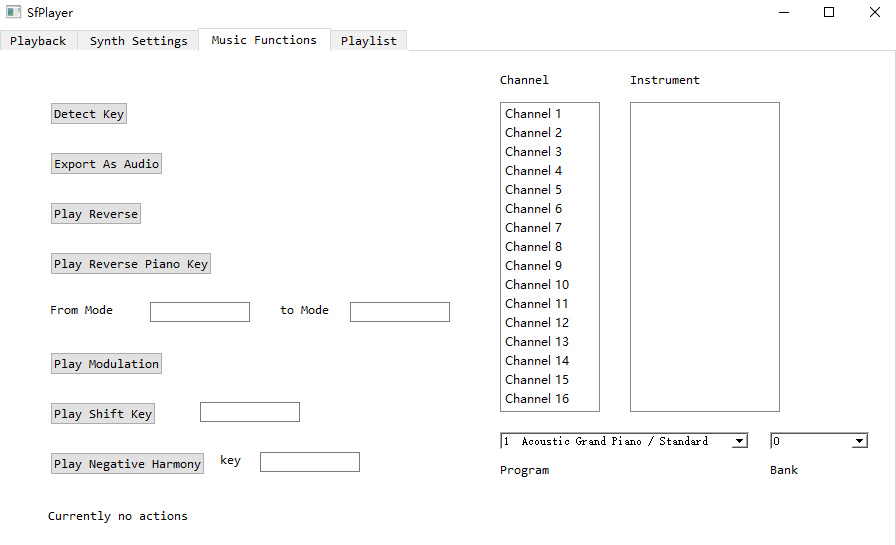 SfPlayer
Playback Synth Settings Music Functions Playlist
Channel Instrument
Detect Key
Export As Audio
Play Reverse
Play Reverse Piano Key
From Mode to Mode
Play Modulation
Play Shift Key
Play Negative Harmony key
Currently no actions
Channel 1
Channel 2
Channel 3
Channel 4
Channel 5
Channel 6
Channel 7
Channel 8
Channel 9
Channel 10
Channel 11
Channel 12
Channel 13
Channel 14
Channel 15
Channel 16
1 Acoustic Grand Piano / Standard 0
Program Bank